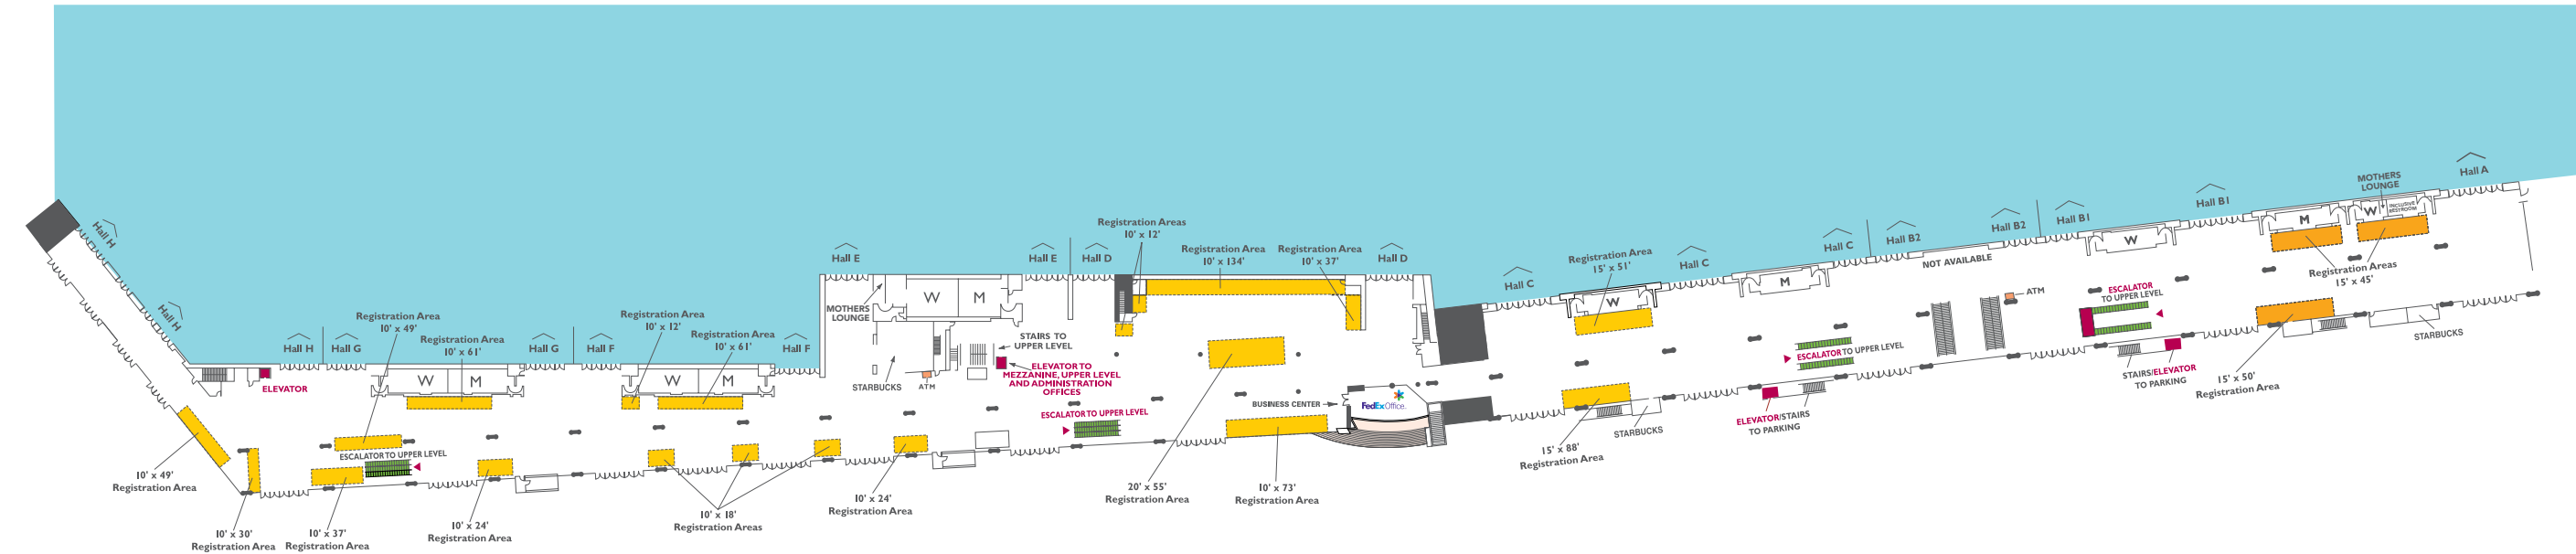 Hall H
Hall H
ELEVATOR
Hall H
Hall G
Registration Area
10' x 49'
Registration Area
10' x 61'
W
M
Hall G
Hall F
Registration Area
10' x 12'
Registration Area
10' x 61'
W
M
Hall F
ESCALATOR TO UPPER LEVEL
10' x 49'
Registration Area
10' x 30'
Registration Area
10' x 37'
Registration Area
10' x 24'
Registration Area
10' x 18'
Registration Areas
10' x 24'
Registration Area
Hall E
MOTHERS
LOUNGE
W
M
STARBUCKS
ATM
Hall E
Hall D
STAIRS TO
UPPER LEVEL
ELEVATOR TO
MEZZANINE, UPPER LEVEL
AND ADMINISTRATION
OFFICES
ESCALATOR TO UPPER LEVEL
Registration Areas
10' x 12'
Registration Area
10' x 134'
Registration Area
10' x 37'
Hall D
20' x 55'
Registration Area
10' x 73'
Registration Area
BUSINESS CENTER
FedEx Office.
Hall C
Registration Area
15' x 51'
W
Hall C
M
Hall C
15' x 88'
Registration Area
STARBUCKS
ESCALATOR TO UPPER LEVEL
ELEVATOR/STAIRS
TO PARKING
Hall B2
NOT AVAILABLE
Hall B2
ATM
Hall B1
W
ESCALATOR
TO UPPER LEVEL
STAIRS/ELEVATOR
TO PARKING
Hall B1
M
MOTHERS
LOUNGE
W
INCLUSIVE
RESTROOM
Hall A
Registration Areas
15' x 45'
15' x 50'
Registration Area
STARBUCKS